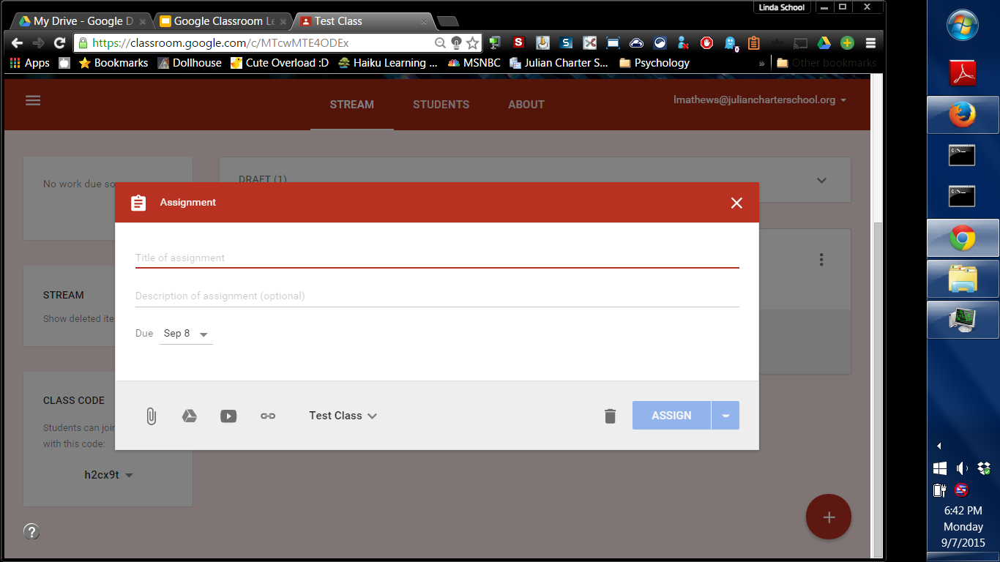 Linda School
My Drive - Google D
Google Classroom Le
Test Class
https://classroom.google.com/c/MTcwMTE4ODEx
Apps
Bookmarks
Dollhouse
Cute Overload :D
Haiku Learning ...
MSNBC
Julian Charter S...
Psychology
»
Other bookmarks
STREAM
STUDENTS
ABOUT
lmathews@juliancharterschool.org
No work due so
DRAFT (1)
Assignment
Title of assignment
Description of assignment (optional)
Due Sep 8
STREAM
Show deleted ite
CLASS CODE
Students can join
with this code:
h2cx9t
Test Class
ASSIGN
6:42 PM
Monday
9/7/2015